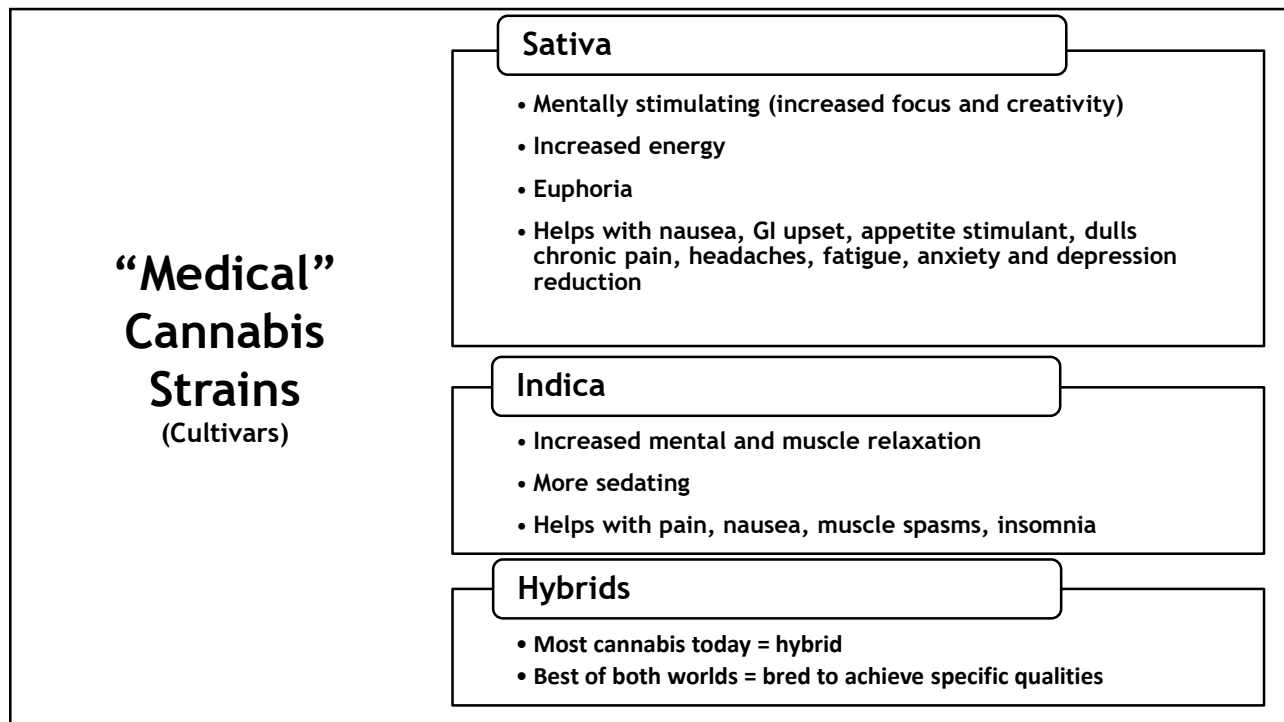 “Medical”
Cannabis
Strains
(Cultivars)
Sativa
• Mentally stimulating (increased focus and creativity)
• Increased energy
• Euphoria
• Helps with nausea, GI upset, appetite stimulant, dulls
chronic pain, headaches, fatigue, anxiety and depression
reduction
Indica
• Increased mental and muscle relaxation
• More sedating
• Helps with pain, nausea, muscle spasms, insomnia
Hybrids
• Most cannabis today = hybrid
• Best of both worlds = bred to achieve specific qualities